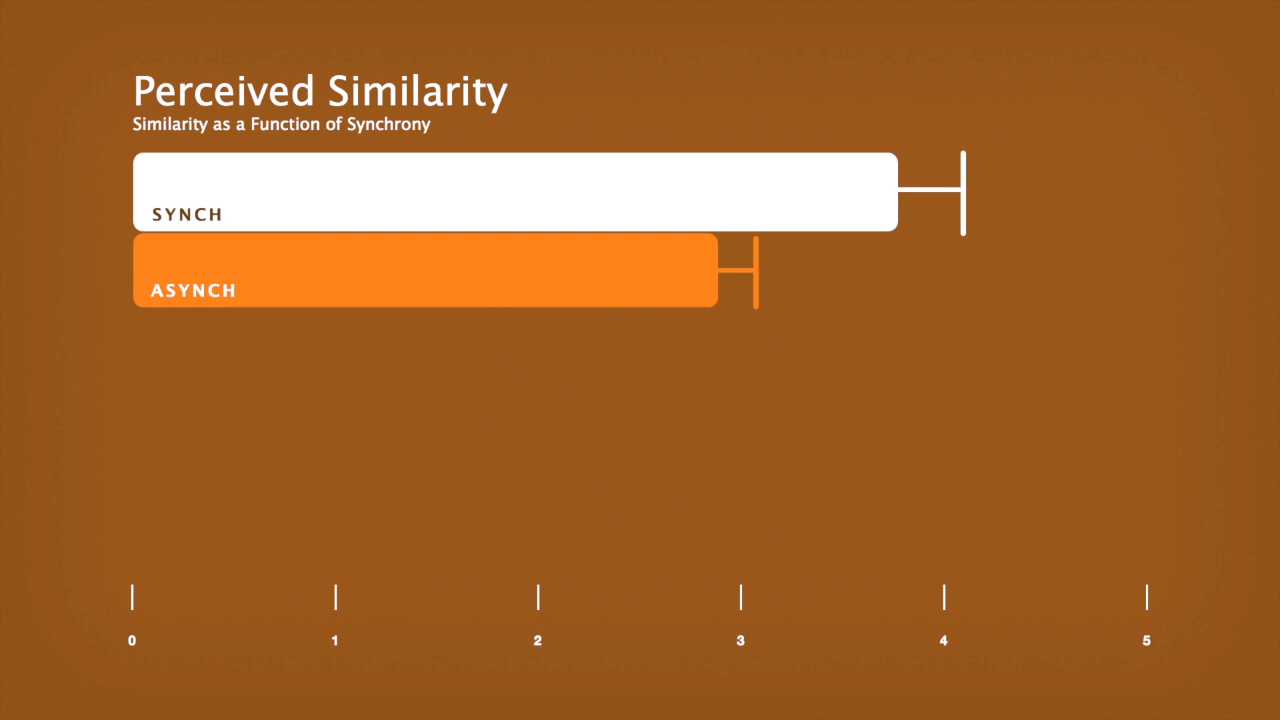 Perceived Similarity
Similarity as a Function of Synchrony
SYNCH
ASYNCH
0 1 2 3 4 5